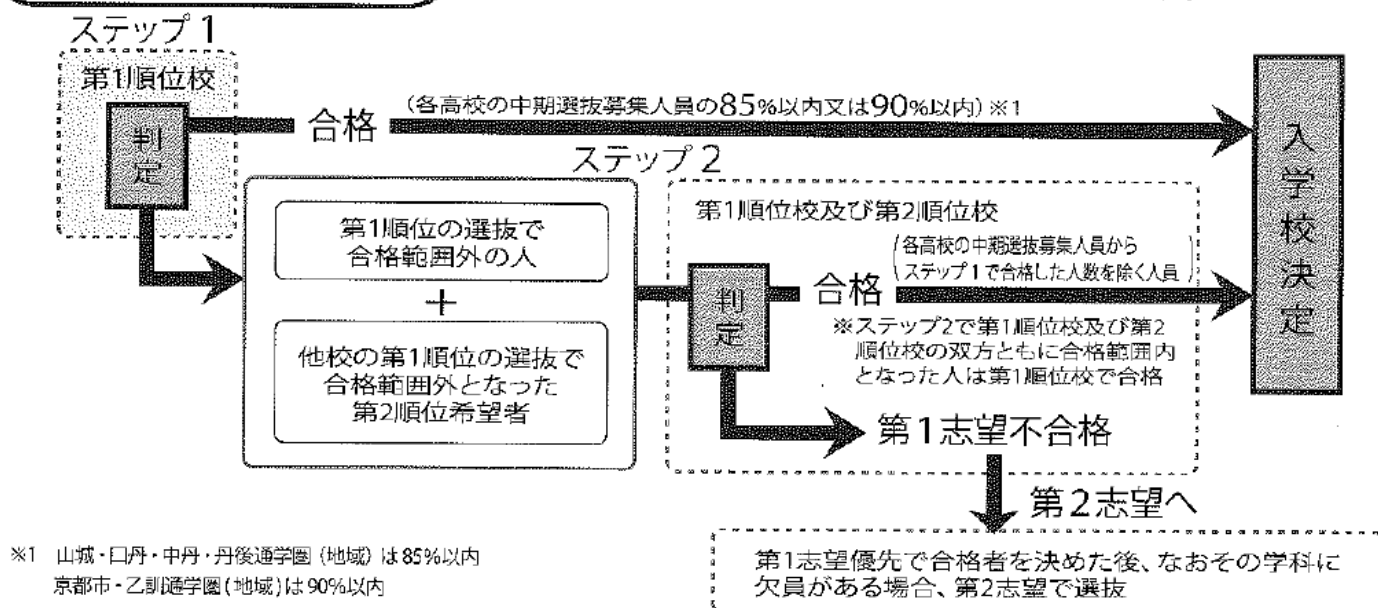 ステップ1
第1順位校
判定
合格
(各高校の中期選抜募集人員の85%以内又は90%以内)※1
入学校決定
ステップ2
第1順位の選抜で
合格範囲外の人
+
他校の第1順位の選抜で
合格範囲外となった
第2順位希望者
第1順位校及び第2順位校
判定
合格
(各高校の中期選抜募集人員から
ステップ1で合格した人数を除く人員)
※ステップ2で第1順位校及び第2
順位校の双方ともに合格範囲内
となった人は第1順位校で合格
第1志望不合格
第2志望へ
第1志望優先で合格者を決めた後、なおその学科に
欠員がある場合、第2志望で選抜
※1 山城・口丹・中丹・丹後通学圏(地域)は85%以内
京都市・乙訓通学圏(地域)は90%以内